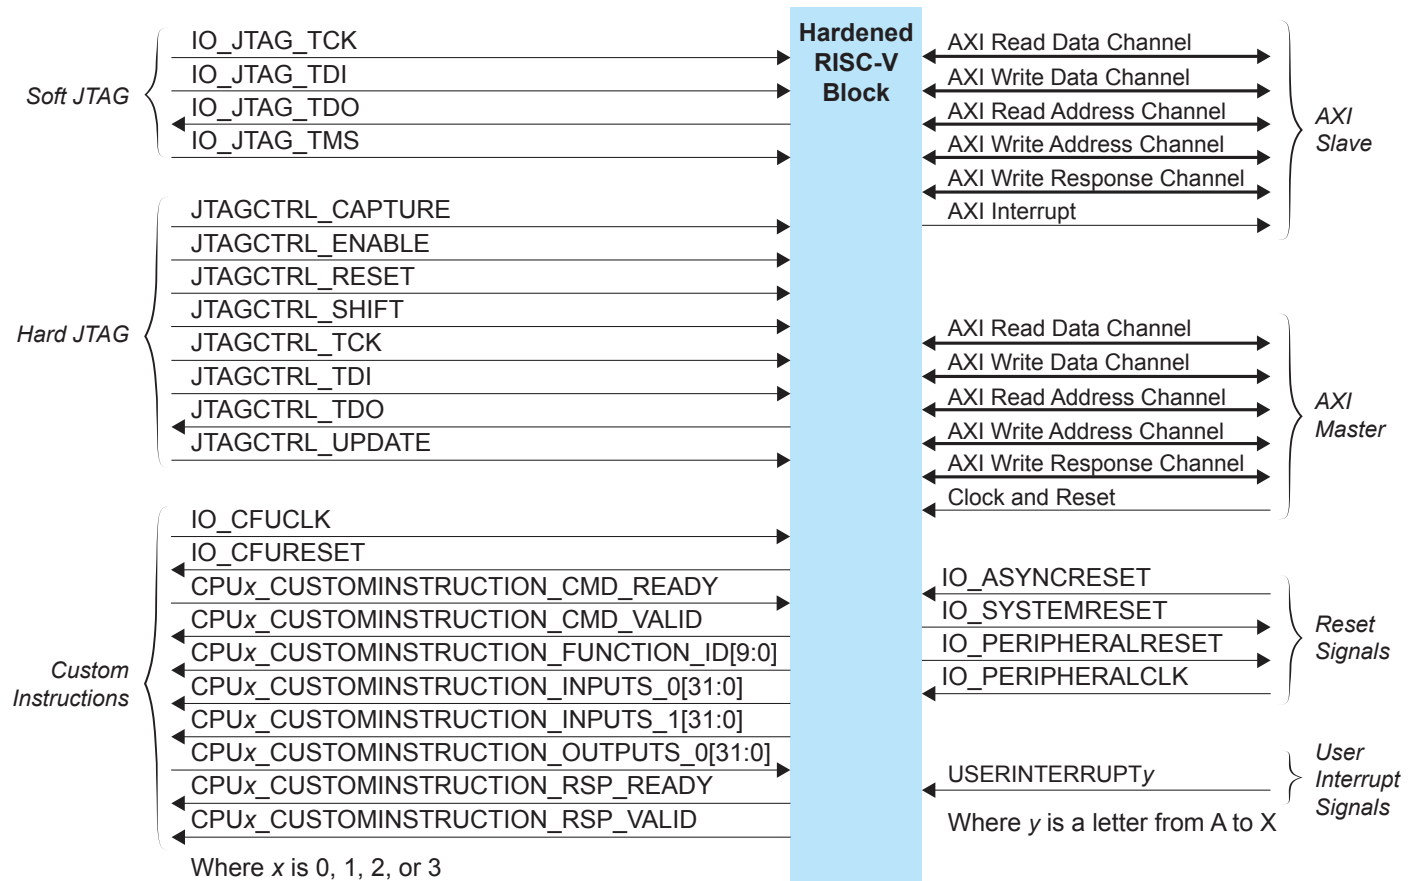 Hardened
RISC-V
Block
Soft JTAG
IO_JTAG_TCK
IO_JTAG_TDI
IO_JTAG_TDO
IO_JTAG_TMS
Hard JTAG
JTAGCTRL_CAPTURE
JTAGCTRL_ENABLE
JTAGCTRL_RESET
JTAGCTRL_SHIFT
JTAGCTRL_TCK
JTAGCTRL_TDI
JTAGCTRL_TDO
JTAGCTRL_UPDATE
Custom
Instructions
IO_CFUCLK
IO_CFURESET
CPUx_CUSTOMINSTRUCTION_CMD_READY
CPUx_CUSTOMINSTRUCTION_CMD_VALID
CPUx_CUSTOMINSTRUCTION_FUNCTION_ID[9:0]
CPUx_CUSTOMINSTRUCTION_INPUTS_0[31:0]
CPUx_CUSTOMINSTRUCTION_INPUTS_1[31:0]
CPUx_CUSTOMINSTRUCTION_OUTPUTS_0[31:0]
CPUx_CUSTOMINSTRUCTION_RSP_READY
CPUx_CUSTOMINSTRUCTION_RSP_VALID
Where x is 0, 1, 2, or 3
AXI Read Data Channel
AXI Write Data Channel
AXI Read Address Channel
AXI Write Address Channel
AXI Write Response Channel
AXI Interrupt
AXI
Slave
AXI Read Data Channel
AXI Write Data Channel
AXI Read Address Channel
AXI Write Address Channel
AXI Write Response Channel
Clock and Reset
AXI
Master
IO_ASYNCRESET
IO_SYSTEMRESET
IO_PERIPHERALRESET
IO_PERIPHERALCLK
Reset
Signals
USERINTERRUPTy
Where y is a letter from A to X
User
Interrupt
Signals